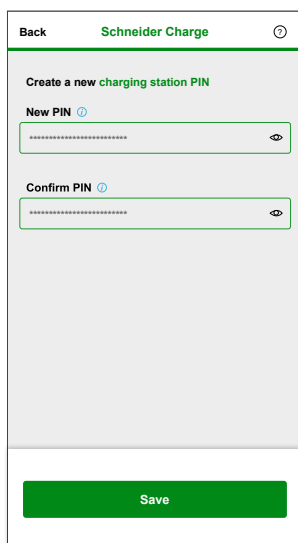 Back Schneider Charge ?
Create a new charging station PIN
New PIN i
*************************
Confirm PIN i
*************************
Save